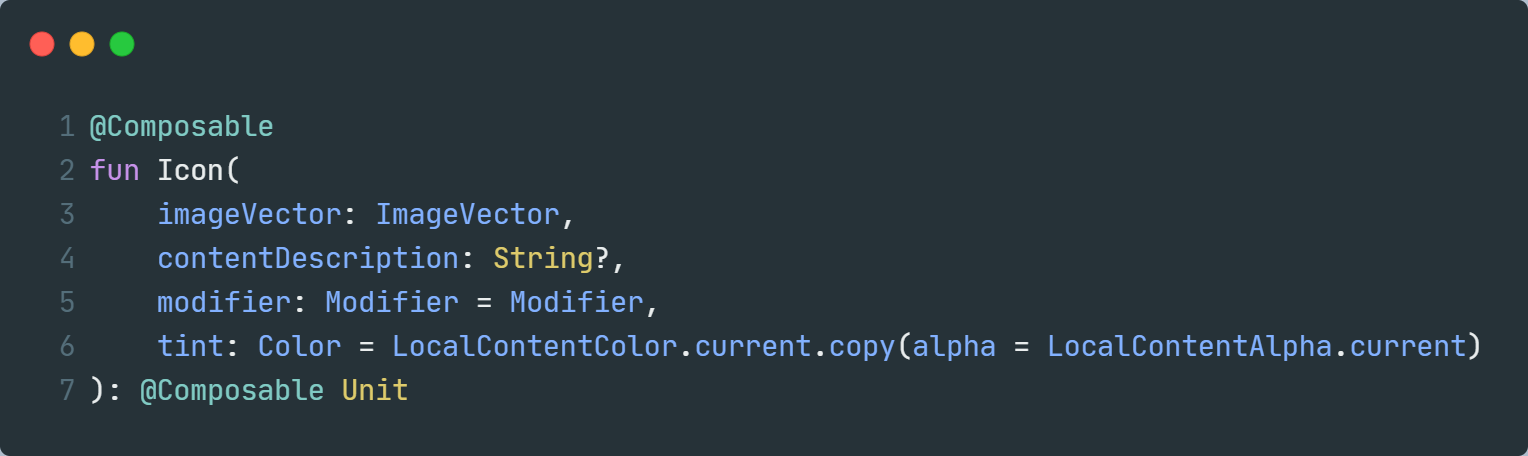 1 @Composable
2 fun Icon(
3     imageVector: ImageVector,
4     contentDescription: String?,
5     modifier: Modifier = Modifier,
6     tint: Color = LocalContentColor.current.copy(alpha = LocalContentAlpha.current)
7 ): @Composable Unit